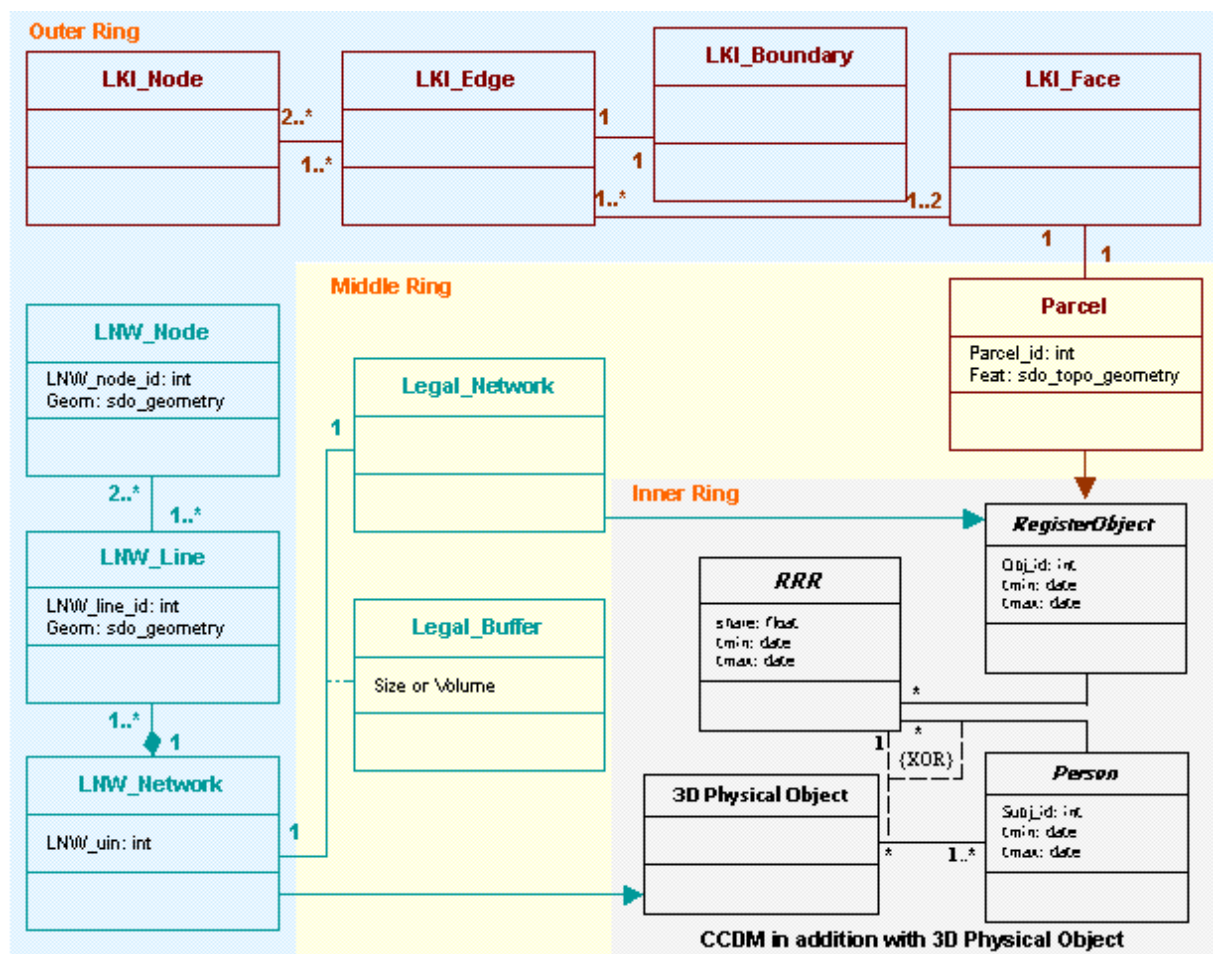 Outer Ring
LKI_Node
LKI_Edge
LKI_Boundary
LKI_Face
2..*
1..*
1
1
1..*
1..2
1
1
Middle Ring
Parcel
Parcel_id: int
Feat: sdo_topo_geometry
LNW_Node
LNW_node_id: int
Geom: sdo_geometry
Legal_Network
1
2..*
1..*
Inner Ring
RegisterObject
Obj_id: int
tmin: date
tmax: date
LNW_Line
LNW_line_id: int
Geom: sdo_geometry
RRR
share: float
tmin: date
tmax: date
Legal_Buffer
Size or Volume
*
*
1
{XOR}
1..*
1
LNW_Network
LNW_uin: int
1
3D Physical Object
Person
Subj_id: int
tmin: date
tmax: date
*
1..*
CCDM in addition with 3D Physical Object